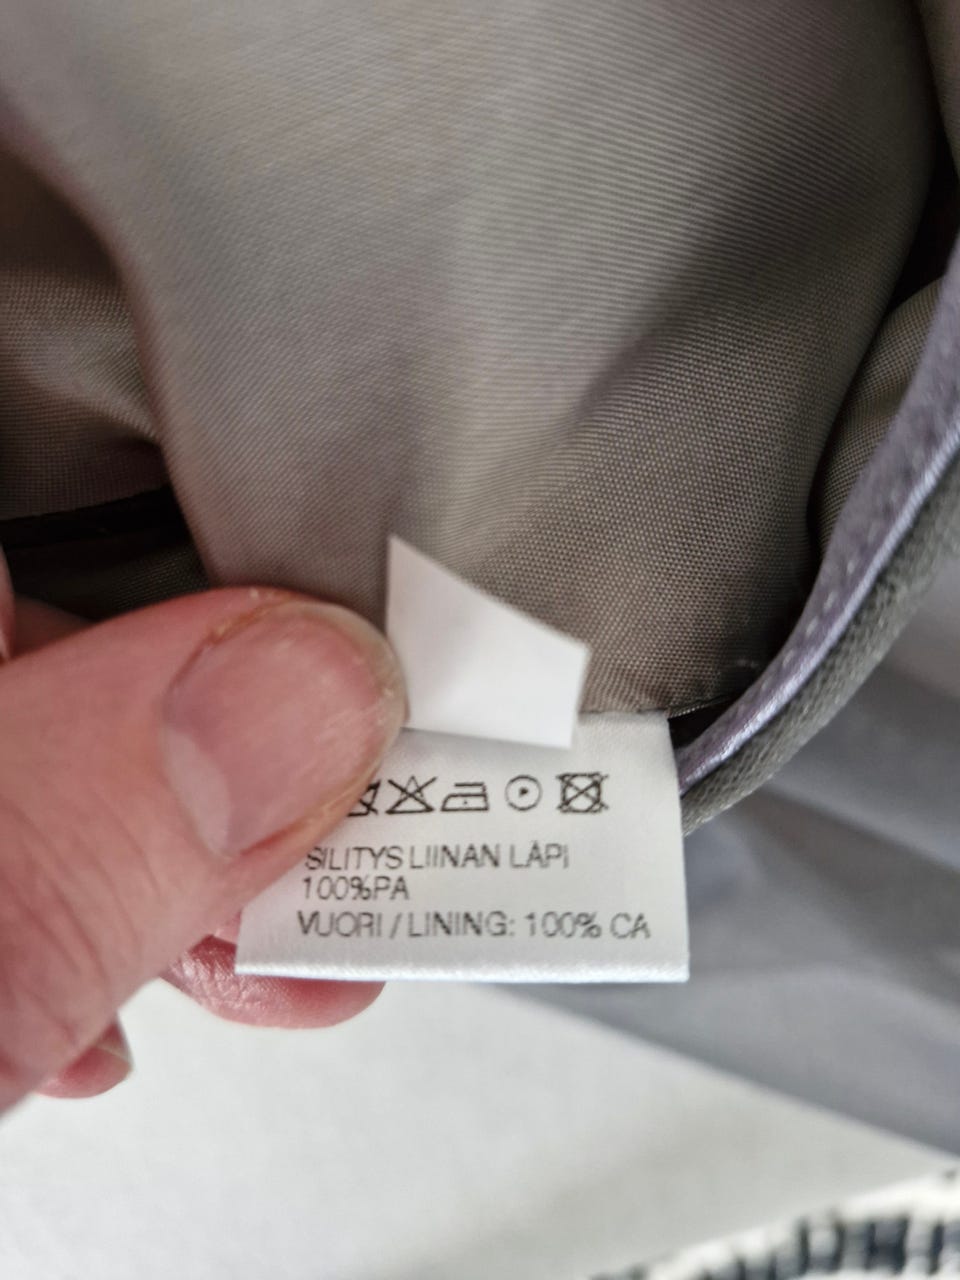 P
SILITYS LIINAN LÄPI
100%PA
VUORI / LINING: 100% CA